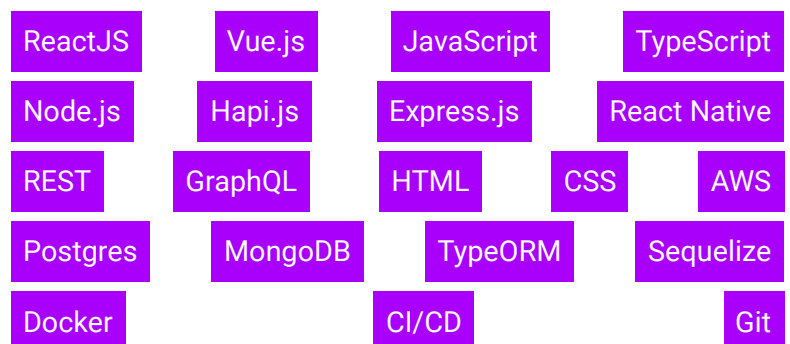 ReactJS Vue.js JavaScript TypeScript
Node.js Hapi.js Express.js React Native
REST GraphQL HTML CSS AWS
Postgres MongoDB TypeORM Sequelize
Docker CI/CD Git